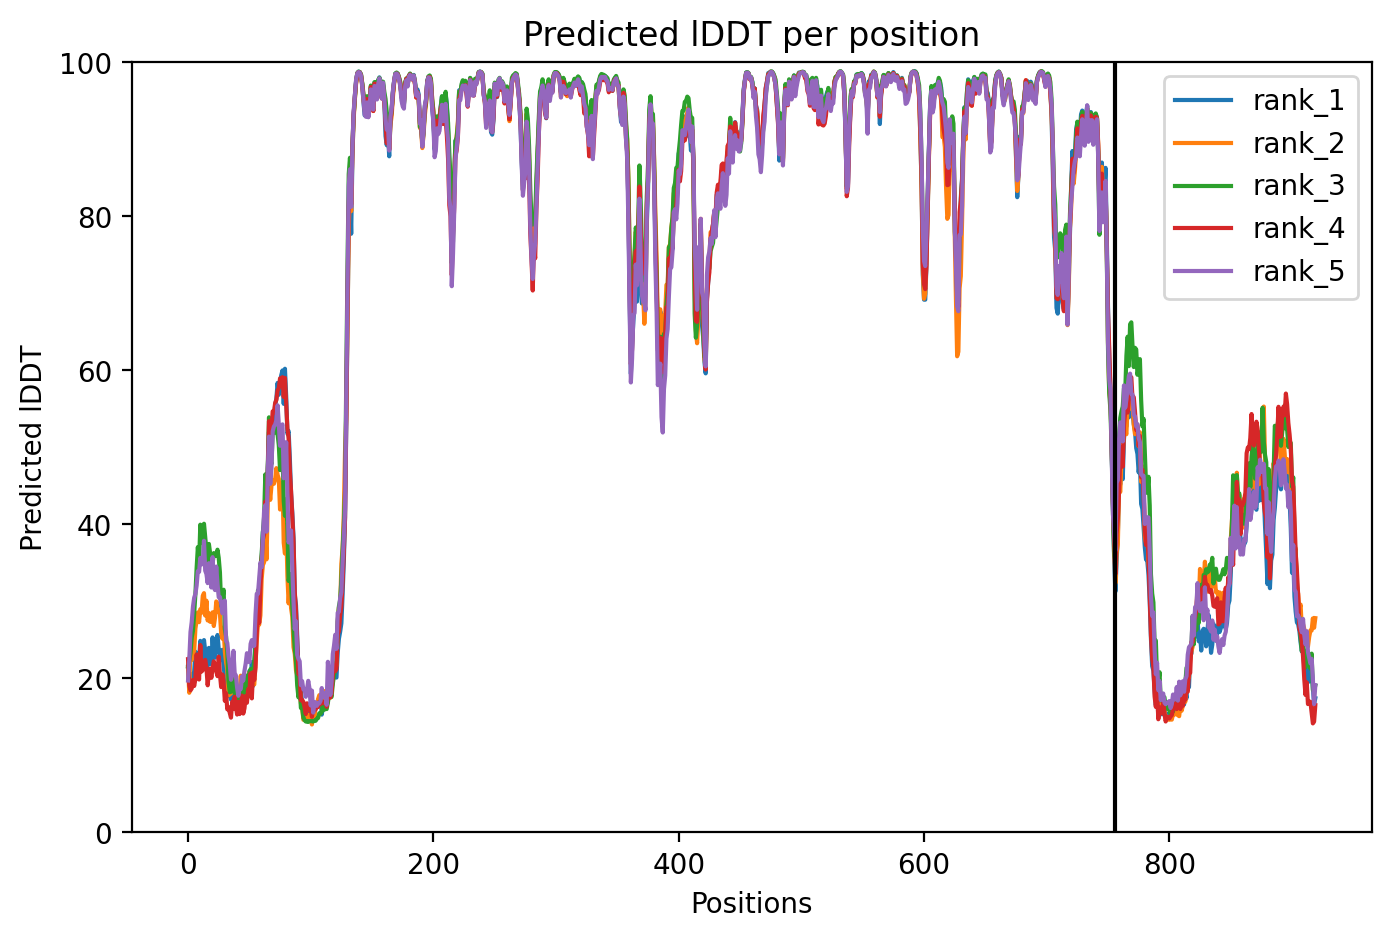 Predicted lDDT per position
100
80
60
40
20
0
Predicted lDDT
0
200
400
600
800
Positions
rank_1
rank_2
rank_3
rank_4
rank_5